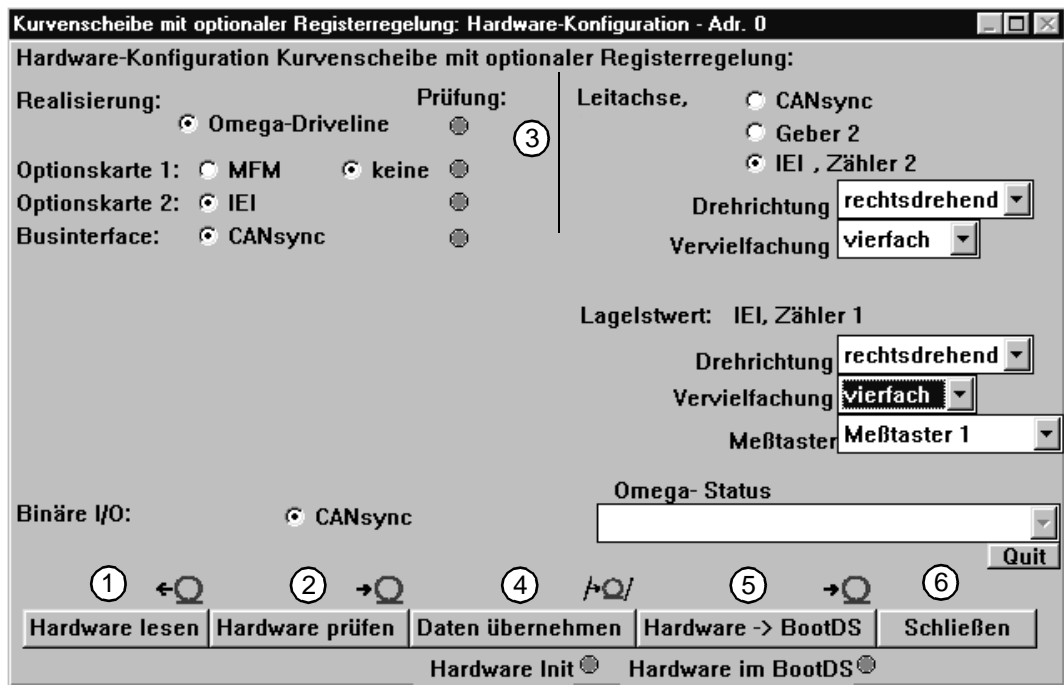 Kurvenscheibe mit optionaler Registerregelung: Hardware-Konfiguration - Adr. 0
Hardware-Konfiguration Kurvenscheibe mit optionaler Registerregelung:
Realisierung:
Prüfung:
Omega-Driveline
Optionskarte 1: MFM keine
Optionskarte 2: IEI
Businterface: CANsync
3
Leitachse,
CANsync
Geber 2
IEI , Zähler 2
Drehrichtung rechtsdrehend
Vervielfachung vierfach
LageIstwert: IEI, Zähler 1
Drehrichtung rechtsdrehend
Vervielfachung vierfach
Meßtaster Meßtaster 1
Binäre I/O: CANsync
Omega- Status
Quit
1 2 4 5 6
Hardware lesen Hardware prüfen Daten übernehmen Hardware -> BootDS Schließen
Hardware Init Hardware im BootDS